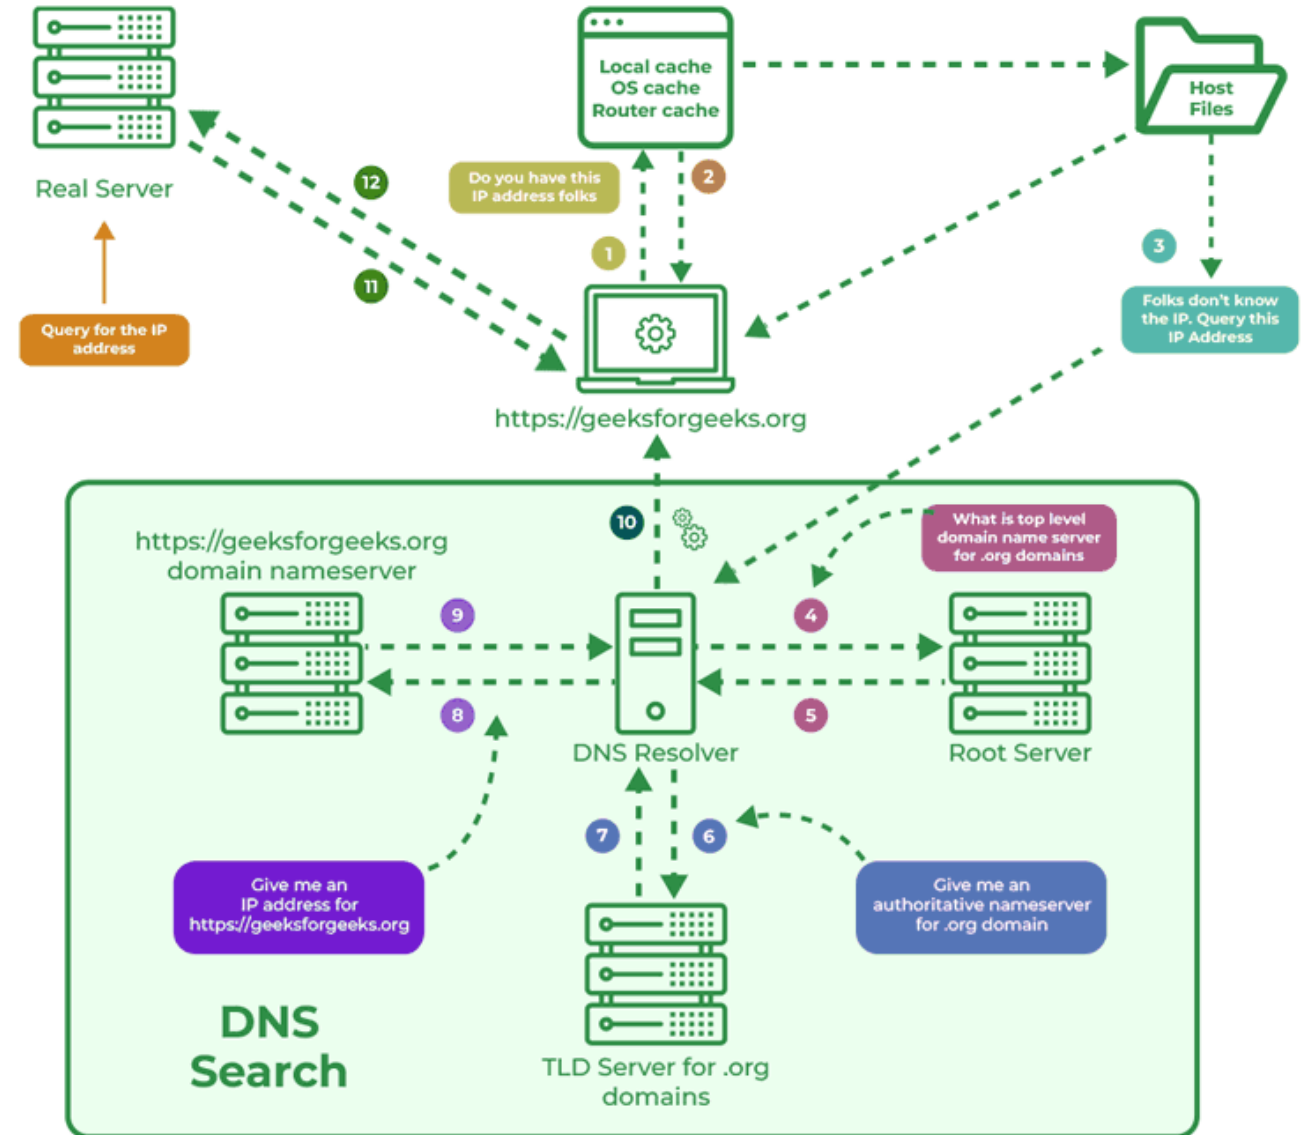 Local cache
OS cache
Router cache
Host
Files
Real Server
12
Do you have this
IP address folks
2
1
3
11
Folks don't know
the IP. Query this
IP Address
Query for the IP
address
https://geeksforgeeks.org
10
What is top level
domain name server
for .org domains
https://geeksforgeeks.org
domain nameserver
9
4
8
5
DNS Resolver
Root Server
7
6
Give me an
IP address for
https://geeksforgeeks.org
Give me an
authoritative nameserver
for .org domain
DNS
Search
TLD Server for .org
domains